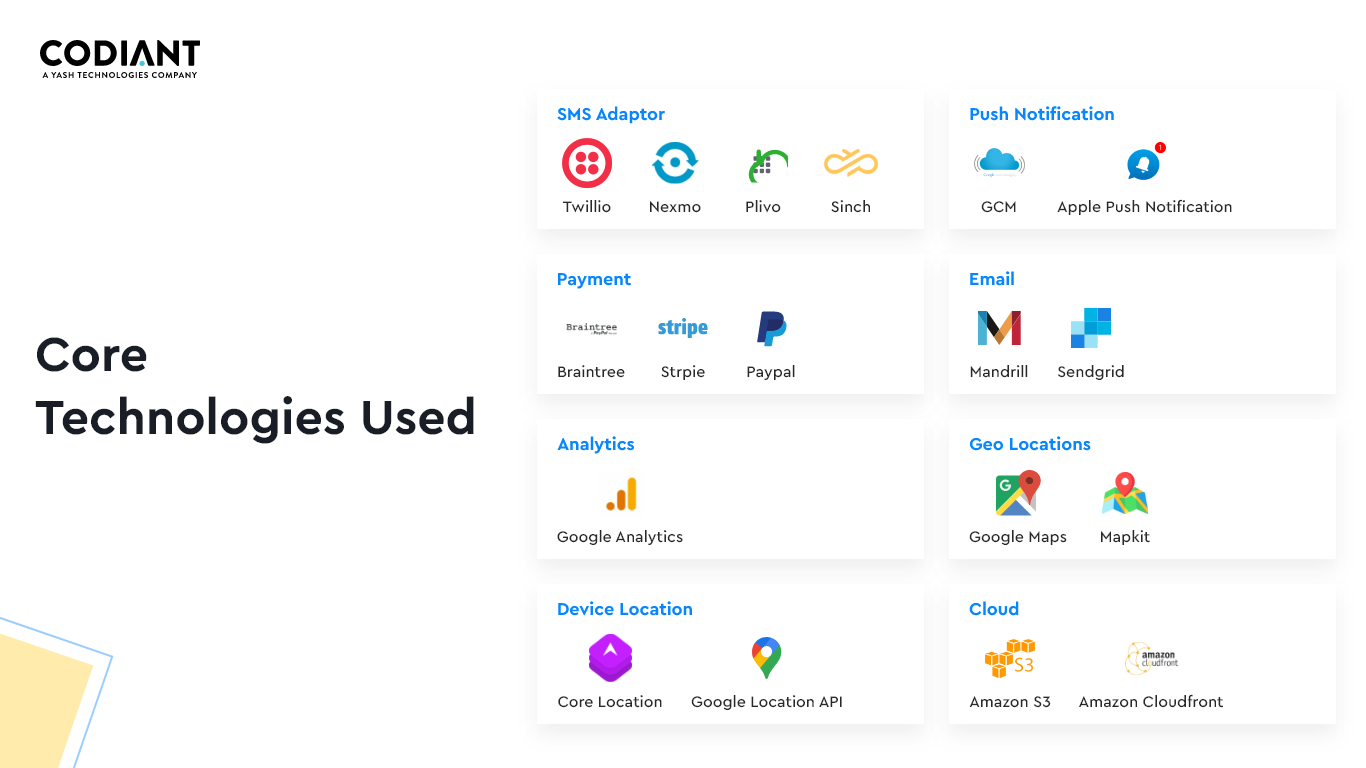 CODIANT
A YASH TECHNOLOGIES COMPANY
Core
Technologies Used
SMS Adaptor
Twillio
Nexmo
Plivo
Sinch
Push Notification
1
GCM
Apple Push Notification
Payment
Braintree
stripe
Braintree
Strpie
Paypal
Email
Mandrill
Sendgrid
Analytics
Google Analytics
Geo Locations
G
Google Maps
Mapkit
Device Location
Core Location
Google Location API
Cloud
S3
amazon
cloudfront
Amazon S3
Amazon Cloudfront